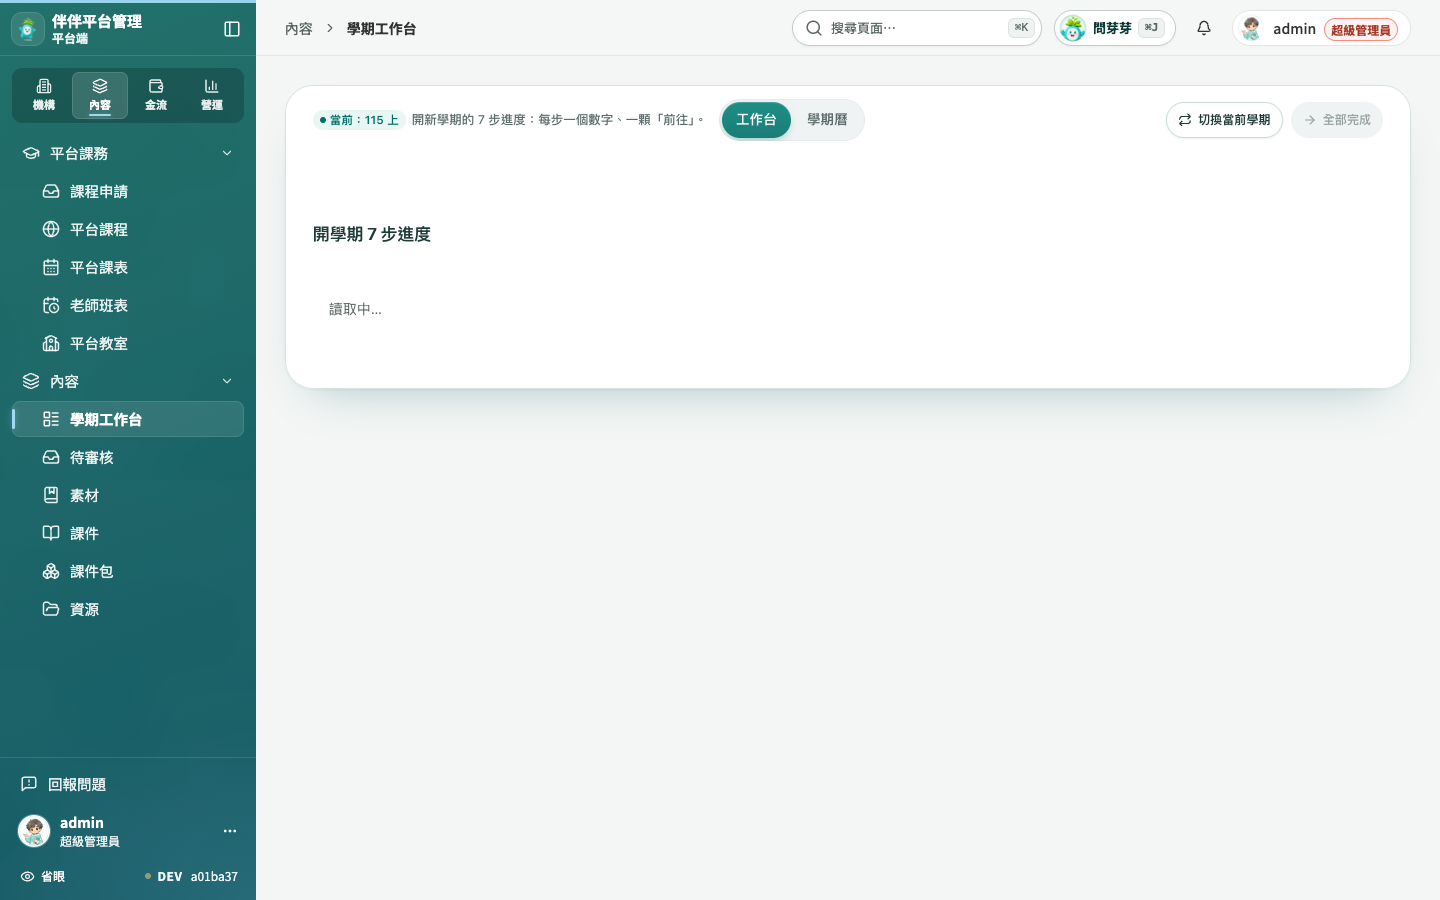 伴伴平台管理
平台端
機構
內容
金流
營運
平台課務
課程申請
平台課程
平台課表
老師班表
平台教室
內容
學期工作台
待審核
素材
課件
課件包
資源
回報問題
admin
超級管理員
省眼
DEV a01ba37
內容 > 學期工作台
搜尋頁面… ⌘K
問芽芽 ⌘J
admin 超級管理員
當前：115 上 開新學期的 7 步進度：每步一個數字、一顆「前往」。
工作台 學期曆
切換當前學期
全部完成
開學期 7 步進度
讀取中...